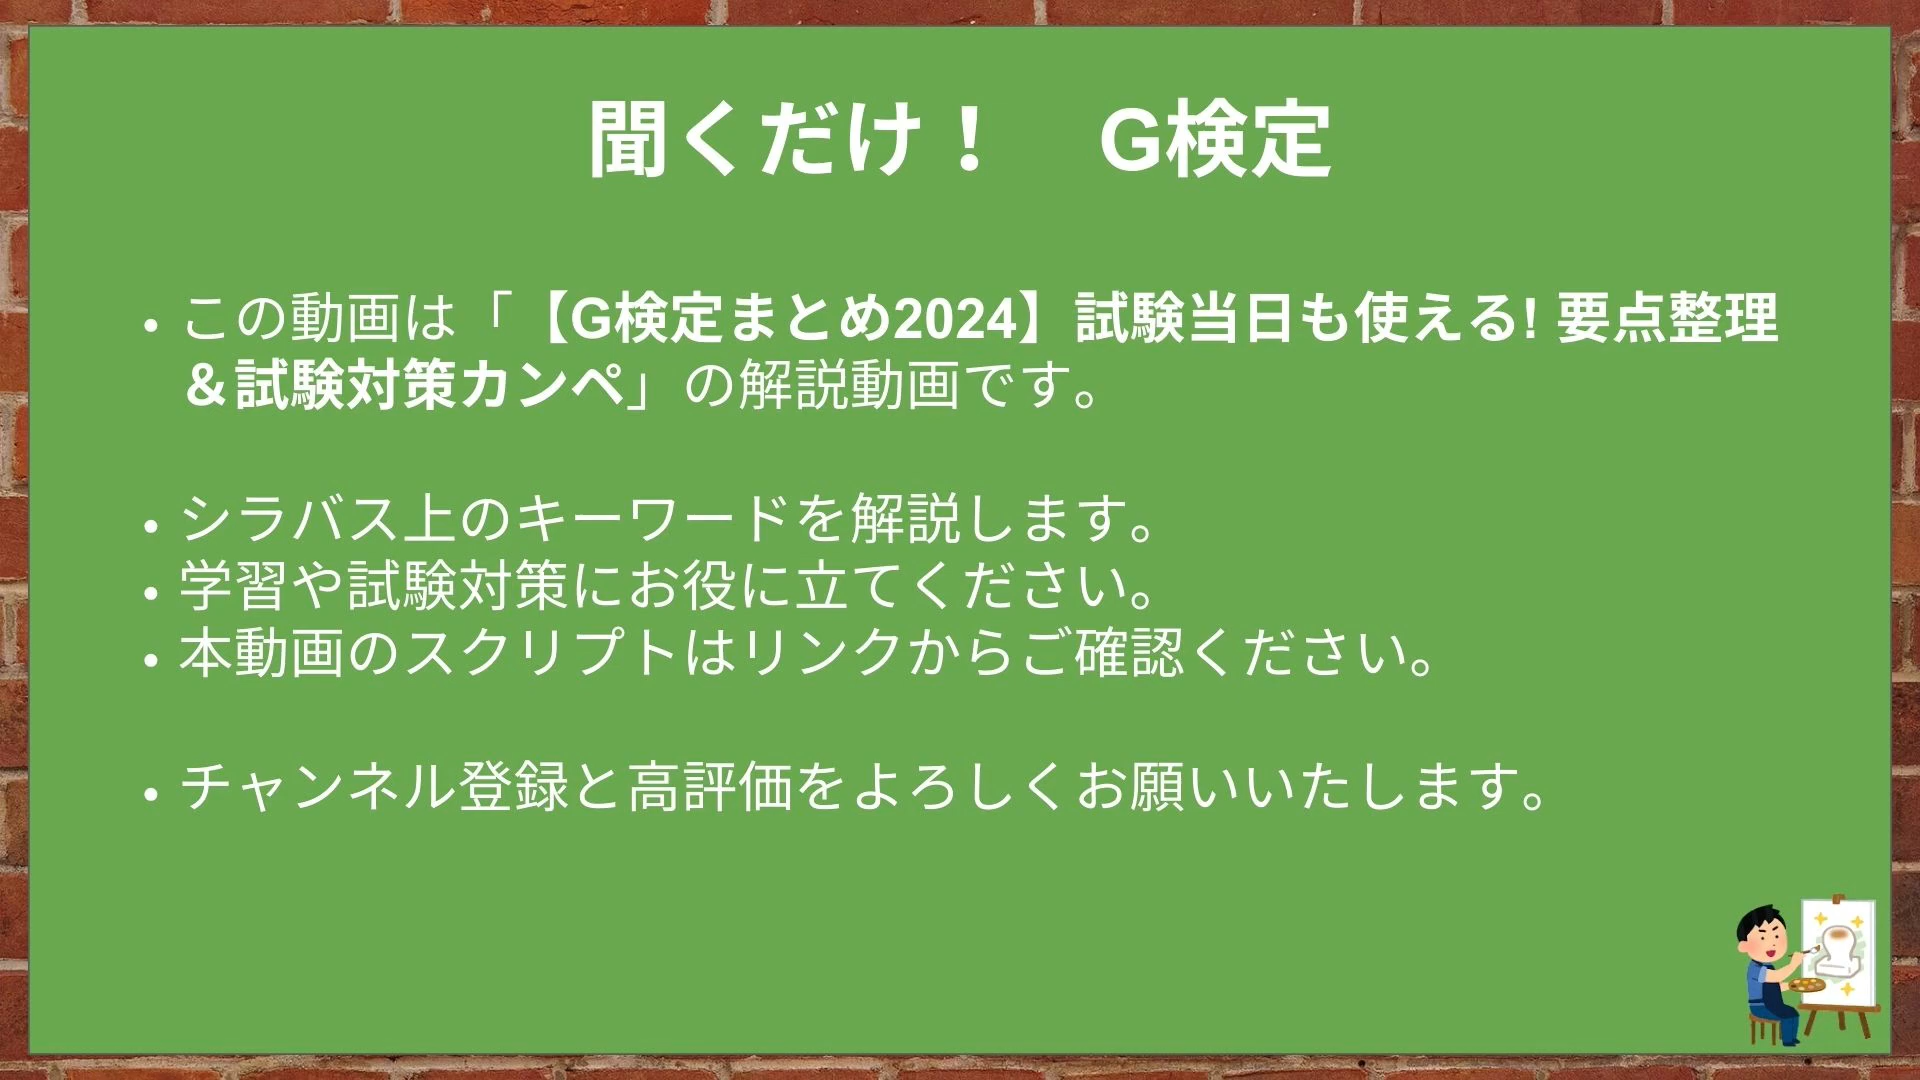 聞くだけ！　G検定
• この動画は「【G検定まとめ2024】試験当日も使える! 要点整理
＆試験対策カンペ」の解説動画です。
• シラバス上のキーワードを解説します。
• 学習や試験対策にお役に立てください。
• 本動画のスクリプトはリンクからご確認ください。
• チャンネル登録と高評価をよろしくお願いいたします。